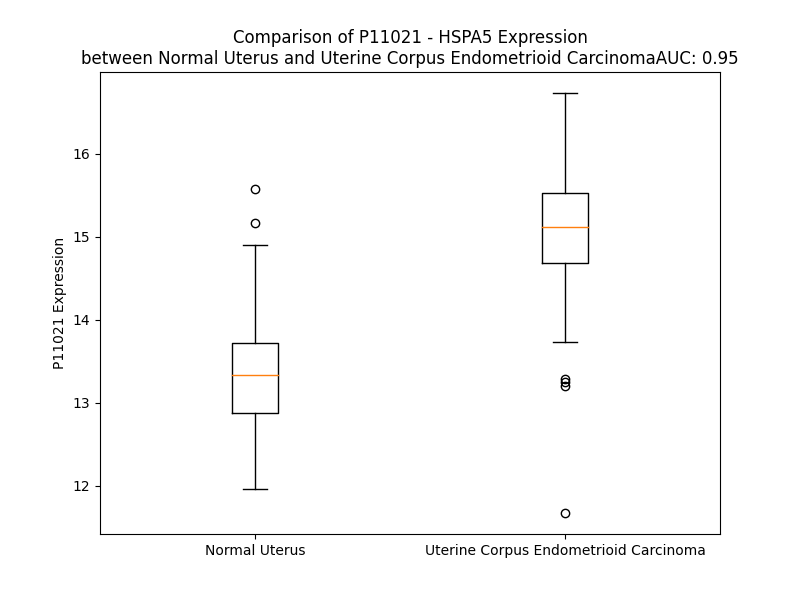 Comparison of P11021 - HSPA5 Expression
between Normal Uterus and Uterine Corpus Endometrioid CarcinomaAUC: 0.95
P11021 Expression
16
15
14
13
12
Normal Uterus
Uterine Corpus Endometrioid Carcinoma